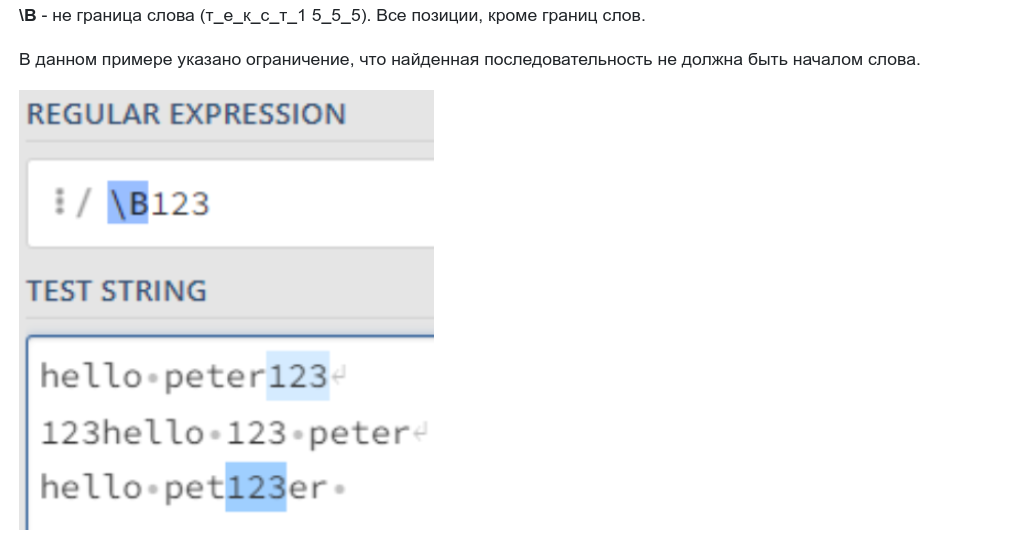 \B - не граница слова (т_е_к_с_т_1 5_5_5). Все позиции, кроме границ слов.
В данном примере указано ограничение, что найденная последовательность не должна быть началом слова.
REGULAR EXPRESSION
⋮ / \B123
TEST STRING
hello·peter123↵
123hello·123·peter↵
hello·pet123er·